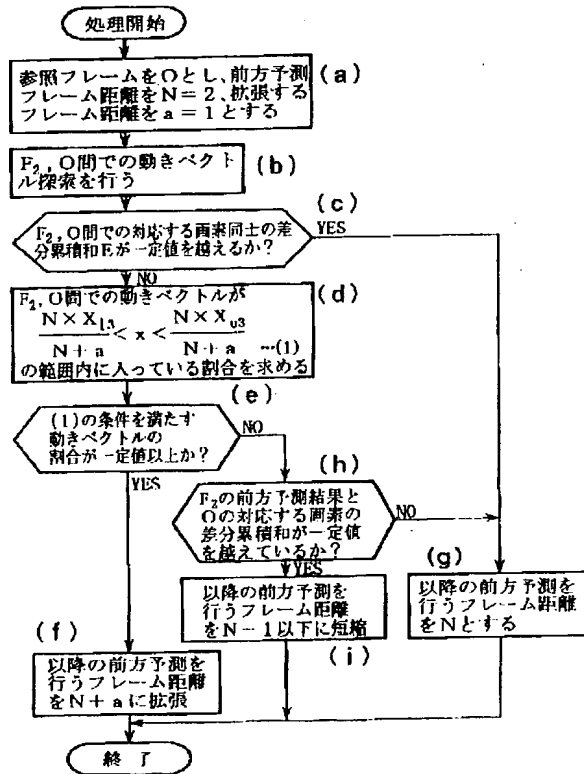 処理開始
参照フレームをOとし、前方予測
フレーム距離をN=2、拡張する
フレーム距離をa=1とする
(a)
F2,O間での動きベクト
ル探索を行う
(b)
(c)
F2,O間での対応する画素同士の差
分累積和Eが一定値を越えるか?
YES
NO
(d)
F2,O間での動きベクトルが
N×X13/N+a < x < N×Xu3/N+a …(1)
の範囲内に入っている割合を求める
(e)
(1)の条件を満たす
動きベクトルの
割合が一定値以上か?
NO
YES
(h)
F2の前方予測結果と
Oの対応する画素の
差分累積和が一定値
を越えているか?
NO
YES
(g)
以降の前方予測を
行うフレーム距離
をNとする
以降の前方予測を
行うフレーム距離
をN-1以下に短縮
(i)
(f)
以降の前方予測を
行うフレーム距離
をN+aに拡張
終了